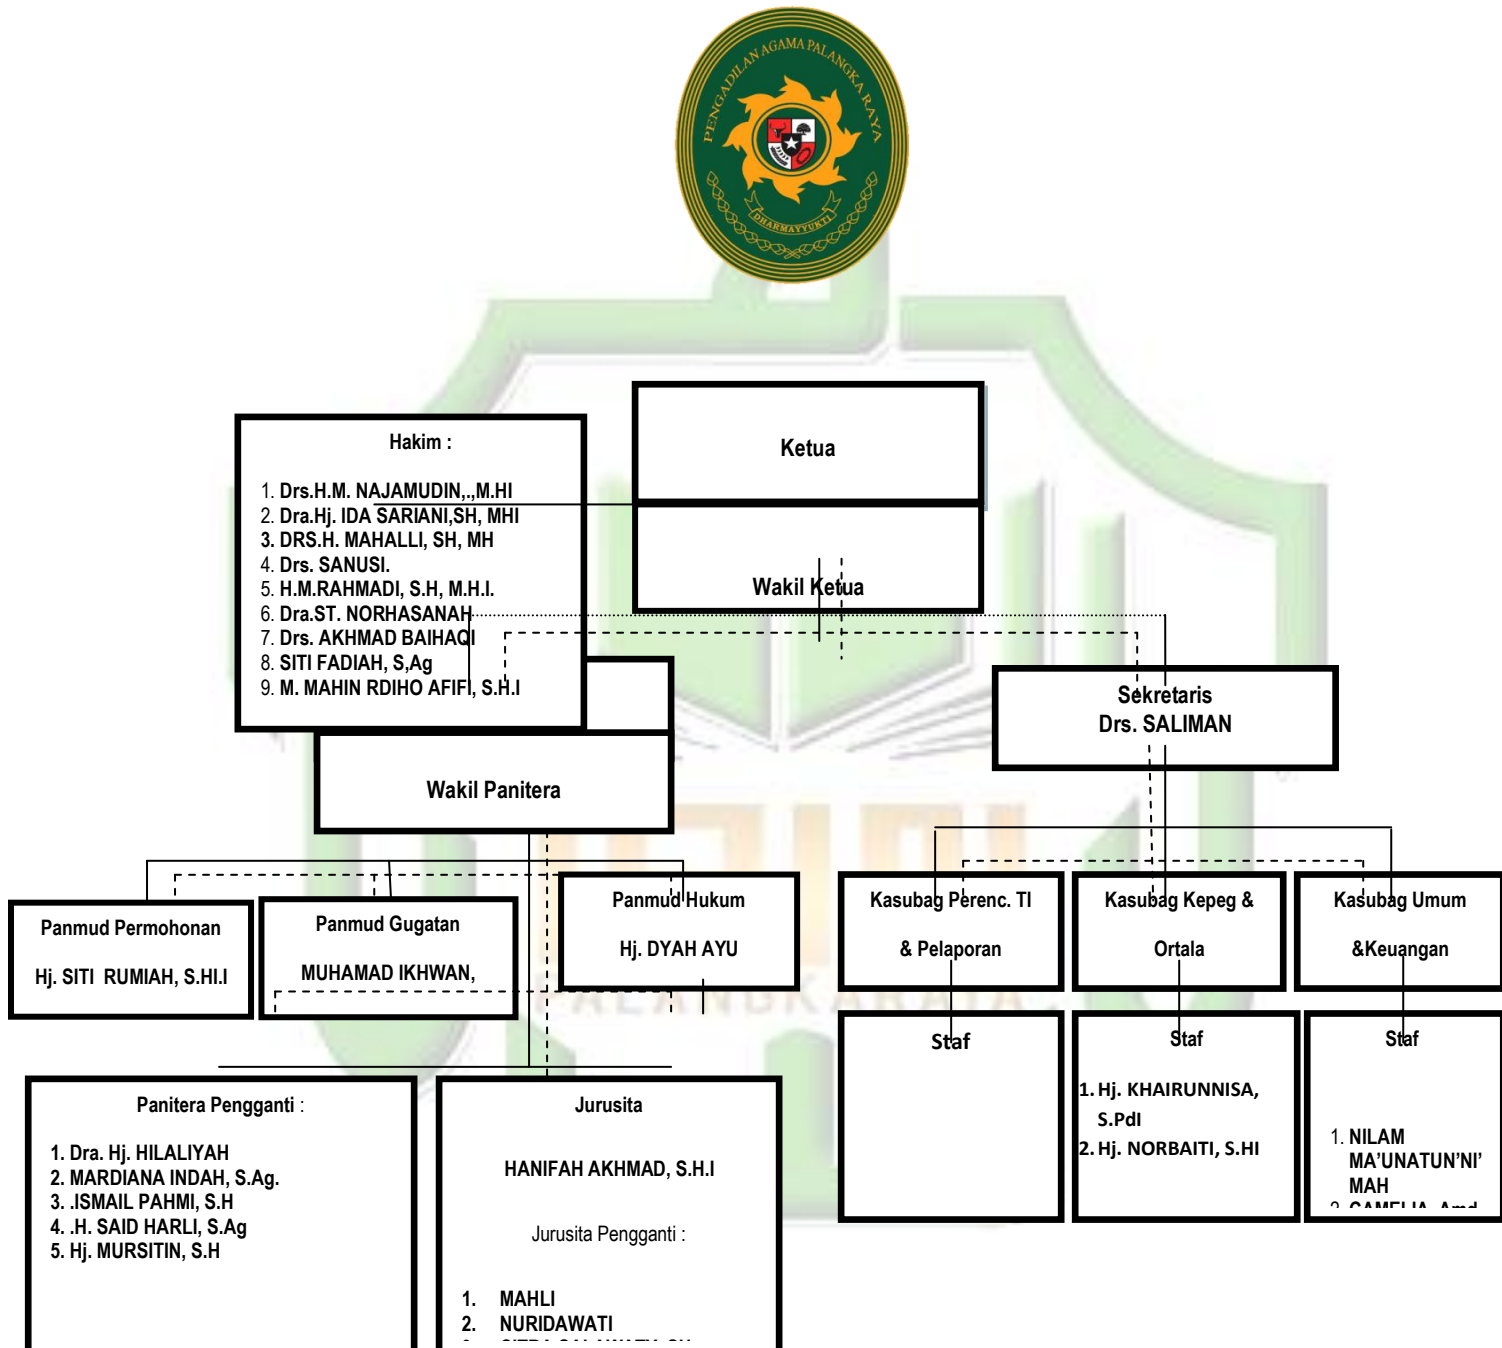 PENGADILAN AGAMA PALANGKA RAYA
DHARMAYYUKTI
Hakim :
1. Drs.H.M. NAJAMUDIN,.,M.HI
2. Dra.Hj. IDA SARIANI,SH, MHI
3. DRS.H. MAHALLI, SH, MH
4. Drs. SANUSI.
5. H.M.RAHMADI, S.H, M.H.I.
6. Dra.ST. NORHASANAH
7. Drs. AKHMAD BAIHAQI
8. SITI FADIAH, S,Ag
9. M. MAHIN RDIHO AFIFI, S.H.I
Ketua
Wakil Ketua
Sekretaris
Drs. SALIMAN
Wakil Panitera
Panmud Permohonan
Hj. SITI RUMIAH, S.HI.I
Panmud Gugatan
MUHAMAD IKHWAN,
Panmud Hukum
Hj. DYAH AYU
Kasubag Perenc. TI
& Pelaporan
Kasubag Kepeg &
Ortala
Kasubag Umum
&Keuangan
PALANGKARAYA
Staf
Staf
1. Hj. KHAIRUNNISA,
S.PdI
2. Hj. NORBAITI, S.HI
Staf
1. NILAM
MA'UNATUN'NI'
MAH
2. CAMELIA, Amd
Panitera Pengganti :
1. Dra. Hj. HILALIYAH
2. MARDIANA INDAH, S.Ag.
3. .ISMAIL PAHMI, S.H
4. .H. SAID HARLI, S.Ag
5. Hj. MURSITIN, S.H
Jurusita
HANIFAH AKHMAD, S.H.I
Jurusita Pengganti :
1. MAHLI
2. NURIDAWATI